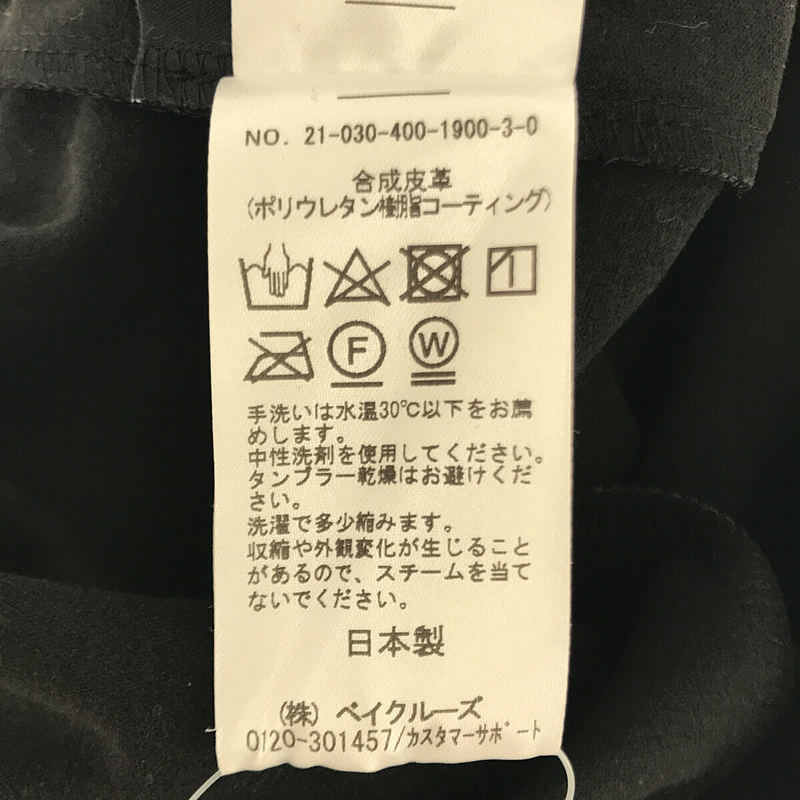 NO. 21-030-400-1900-3-0
合成皮革
(ポリウレタン樹脂コーティング)
F
W
手洗いは水温30℃以下をお薦
めします。
中性洗剤を使用してください。
タンブラー乾燥はお避けくだ
さい。
洗濯で多少縮みます。
収縮や外観変化が生じること
があるので、スチームを当て
ないでください。
日本製
(株) ベイクルーズ
0120-301457/カスタマーサポート